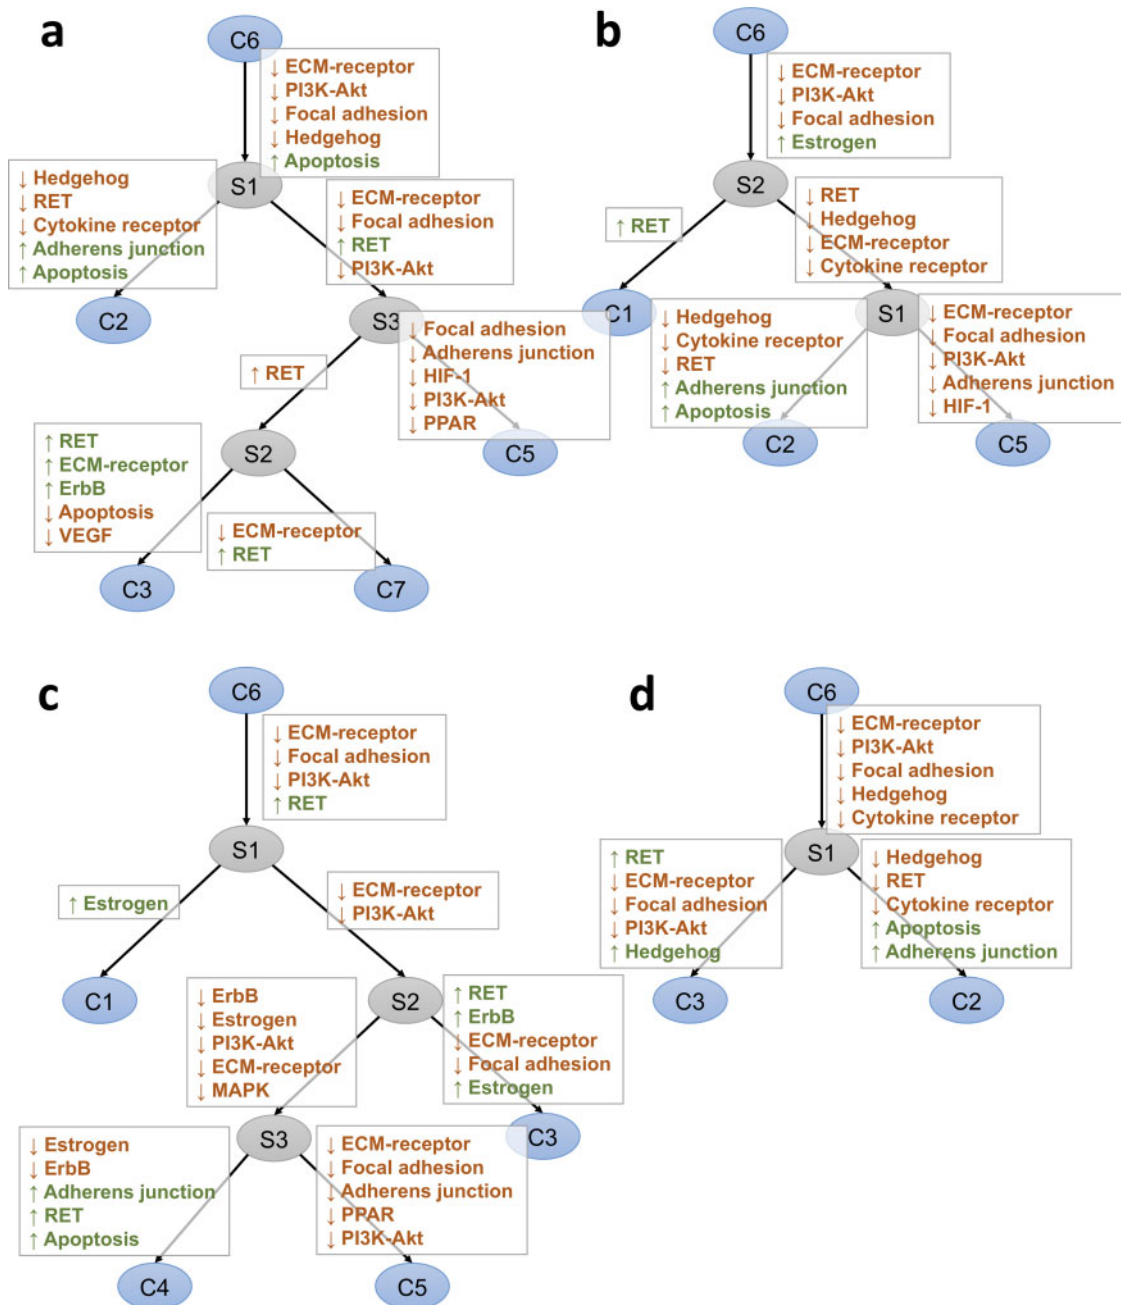 a
C6
↓ ECM-receptor
↓ PI3K-Akt
↓ Focal adhesion
↓ Hedgehog
↑ Apoptosis
S1
↓ Hedgehog
↓ RET
↓ Cytokine receptor
↑ Adherens junction
↑ Apoptosis
↓ ECM-receptor
↓ Focal adhesion
↑ RET
↓ PI3K-Akt
C2
S3
↑ RET
↓ Focal adhesion
↓ Adherens junction
↓ HIF-1
↓ PI3K-Akt
↓ PPAR
S2
C5
↑ RET
↑ ECM-receptor
↑ ErbB
↓ Apoptosis
↓ VEGF
↓ ECM-receptor
↑ RET
C3
C7
b
C6
↓ ECM-receptor
↓ PI3K-Akt
↓ Focal adhesion
↑ Estrogen
S2
↑ RET
↓ RET
↓ Hedgehog
↓ ECM-receptor
↓ Cytokine receptor
C1
S1
↓ Hedgehog
↓ Cytokine receptor
↓ RET
↑ Adherens junction
↑ Apoptosis
↓ ECM-receptor
↓ Focal adhesion
↓ PI3K-Akt
↓ Adherens junction
↓ HIF-1
C2
C5
c
C6
↓ ECM-receptor
↓ Focal adhesion
↓ PI3K-Akt
↑ RET
S1
↑ Estrogen
↓ ECM-receptor
↓ PI3K-Akt
C1
S2
↓ ErbB
↓ Estrogen
↓ PI3K-Akt
↓ ECM-receptor
↓ MAPK
↑ RET
↑ ErbB
↓ ECM-receptor
↓ Focal adhesion
↑ Estrogen
S3
C3
↓ Estrogen
↓ ErbB
↑ Adherens junction
↑ RET
↑ Apoptosis
↓ ECM-receptor
↓ Focal adhesion
↓ Adherens junction
↓ PPAR
↓ PI3K-Akt
C4
C5
d
C6
↓ ECM-receptor
↓ PI3K-Akt
↓ Focal adhesion
↓ Hedgehog
↓ Cytokine receptor
S1
↑ RET
↓ ECM-receptor
↓ Focal adhesion
↓ PI3K-Akt
↑ Hedgehog
↓ Hedgehog
↓ RET
↓ Cytokine receptor
↑ Apoptosis
↑ Adherens junction
C3
C2